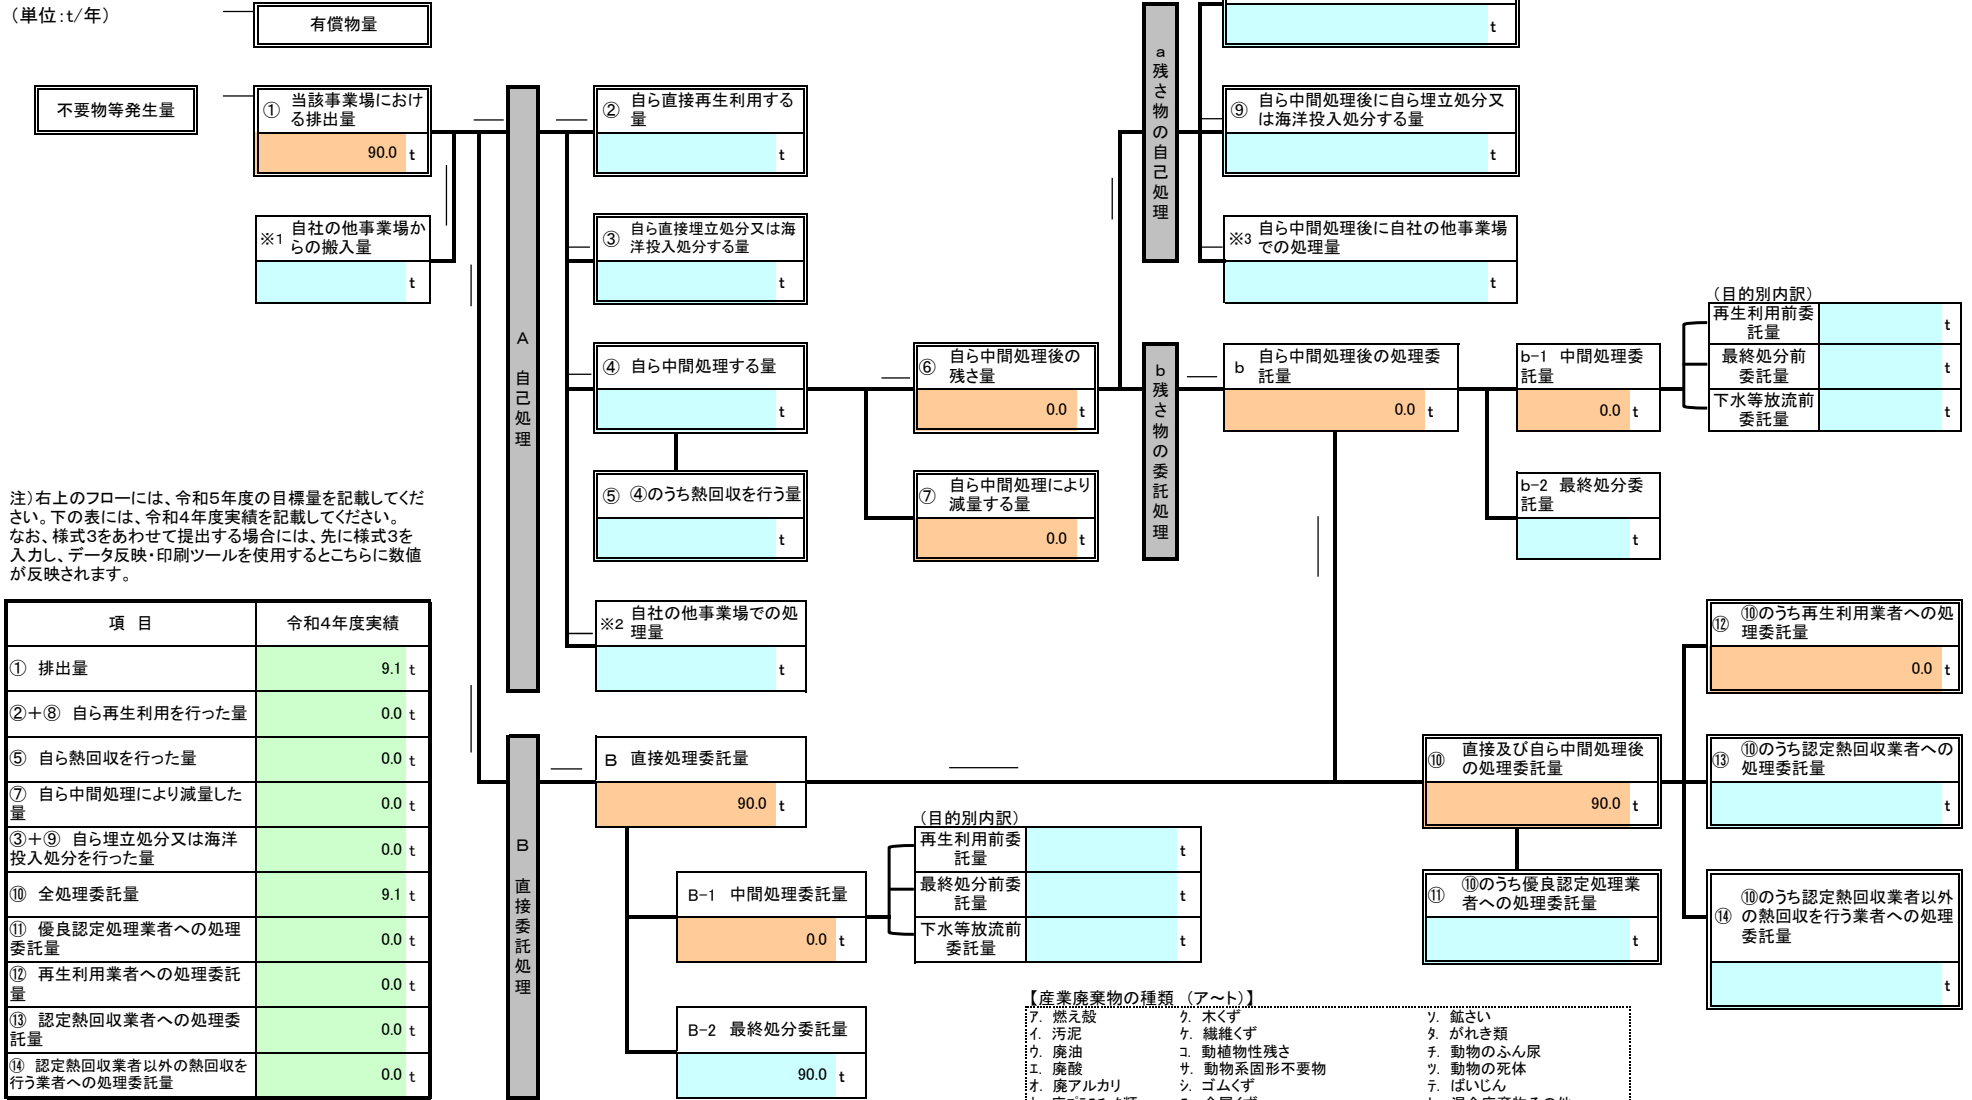 （単位：t/年）
有償物量
不要物等発生量
① 当該事業場におけ
る排出量
90.0 t
※1 自社の他事業場か
らの搬入量
t
A 自己処理
② 自ら直接再生利用する
量
t
③ 自ら直接埋立処分又は海
洋投入処分する量
t
④ 自ら中間処理する量
t
⑤ ④のうち熱回収を行う量
t
※2 自社の他事業場での処
理量
t
⑥ 自ら中間処理後の
残さ量
0.0 t
⑦ 自ら中間処理により
減量する量
0.0 t
a 残さ物の自己処理
t
⑨ 自ら中間処理後に自ら埋立処分又
は海洋投入処分する量
t
※3 自ら中間処理後に自社の他事業場
での処理量
t
b 残さ物の委託処理
b 自ら中間処理後の処理委
託量
0.0 t
b-1 中間処理委
託量
0.0 t
（目的別内訳）
再生利用前委
託量
t
最終処分前
委託量
t
下水等放流前
委託量
t
b-2 最終処分委
託量
t
注）右上のフローには、令和５年度の目標量を記載してくだ
さい。下の表には、令和４年度実績を記載してください。
なお、様式３をあわせて提出する場合には、先に様式３を
入力し、データ反映・印刷ツールを使用するとこちらに数値
が反映されます。
項 目 令和４年度実績
① 排出量 9.1 t
②＋⑧ 自ら再生利用を行った量 0.0 t
⑤ 自ら熱回収を行った量 0.0 t
⑦ 自ら中間処理により減量した
量 0.0 t
③＋⑨ 自ら埋立処分又は海洋
投入処分を行った量 0.0 t
⑩ 全処理委託量 9.1 t
⑪ 優良認定処理業者への処理
委託量 0.0 t
⑫ 再生利用業者への処理委託
量 0.0 t
⑬ 認定熱回収業者への処理委
託量 0.0 t
⑭ 認定熱回収業者以外の熱回収を
行う業者への処理委託量 0.0 t
B 直接委託処理
B 直接処理委託量
90.0 t
B-1 中間処理委託量
0.0 t
（目的別内訳）
再生利用前委
託量
t
最終処分前委
託量
t
下水等放流前
委託量
t
B-2 最終処分委託量
90.0 t
⑩ 直接及び自ら中間処理後
の処理委託量
90.0 t
⑪ ⑩のうち優良認定処理業
者への処理委託量
t
⑫ ⑩のうち再生利用業者への処
理委託量
0.0 t
⑬ ⑩のうち認定熱回収業者への
処理委託量
t
⑭ ⑩のうち認定熱回収業者以外
の熱回収を行う業者への処理
委託量
t
【産業廃棄物の種類 （ア～ト）】
ｱ. 燃え殻 ｸ. 木くず ｿ. 鉱さい
ｲ. 汚泥 ｹ. 繊維くず ﾀ. がれき類
ｳ. 廃油 ｺ. 動植物性残さ ﾁ. 動物のふん尿
ｴ. 廃酸 ｻ. 動物系固形不要物 ﾂ. 動物の死体
ｵ. 廃アルカリ ｼ. ゴムくず ﾃ. ばいじん